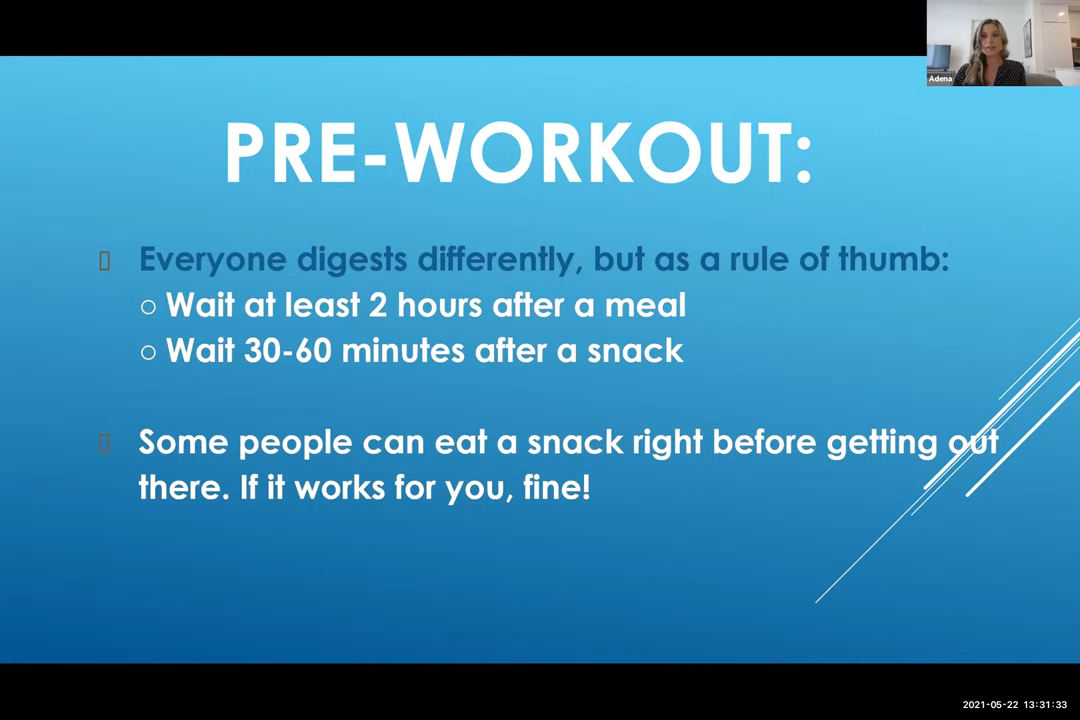 Adena
PRE-WORKOUT:
Everyone digests differently, but as a rule of thumb:
○ Wait at least 2 hours after a meal
○ Wait 30-60 minutes after a snack
Some people can eat a snack right before getting out
there. If it works for you, fine!
2021-05-22 13:31:33